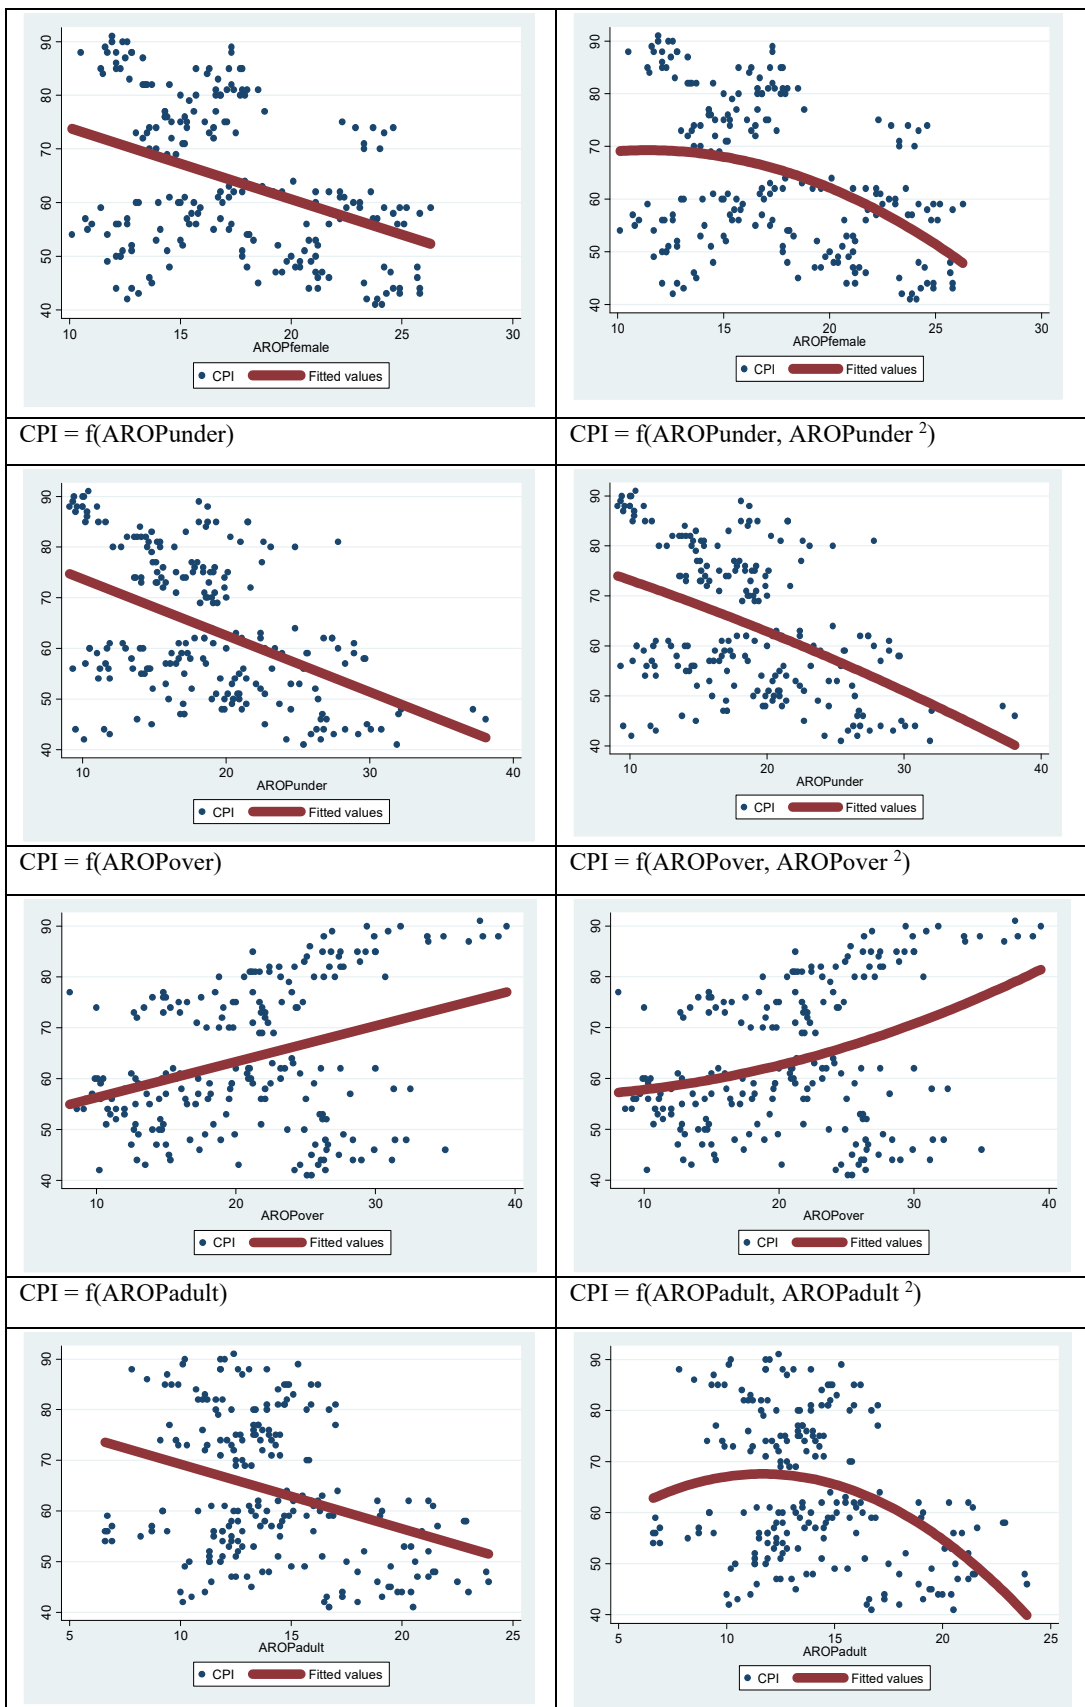 90
80
70
60
50
40
10 15 20 25 30
AROPfemale
CPI Fitted values
90
80
70
60
50
40
10 15 20 25 30
AROPfemale
CPI Fitted values
CPI = f(AROPunder)
CPI = f(AROPunder, AROPunder ²)
90
80
70
60
50
40
10 20 30 40
AROPunder
CPI Fitted values
90
80
70
60
50
40
10 20 30 40
AROPunder
CPI Fitted values
CPI = f(AROPover)
CPI = f(AROPover, AROPover ²)
90
80
70
60
50
40
10 20 30 40
AROPover
CPI Fitted values
90
80
70
60
50
40
10 20 30 40
AROPover
CPI Fitted values
CPI = f(AROPadult)
CPI = f(AROPadult, AROPadult ²)
90
80
70
60
50
40
5 10 15 20 25
AROPadult
CPI Fitted values
90
80
70
60
50
40
5 10 15 20 25
AROPadult
CPI Fitted values